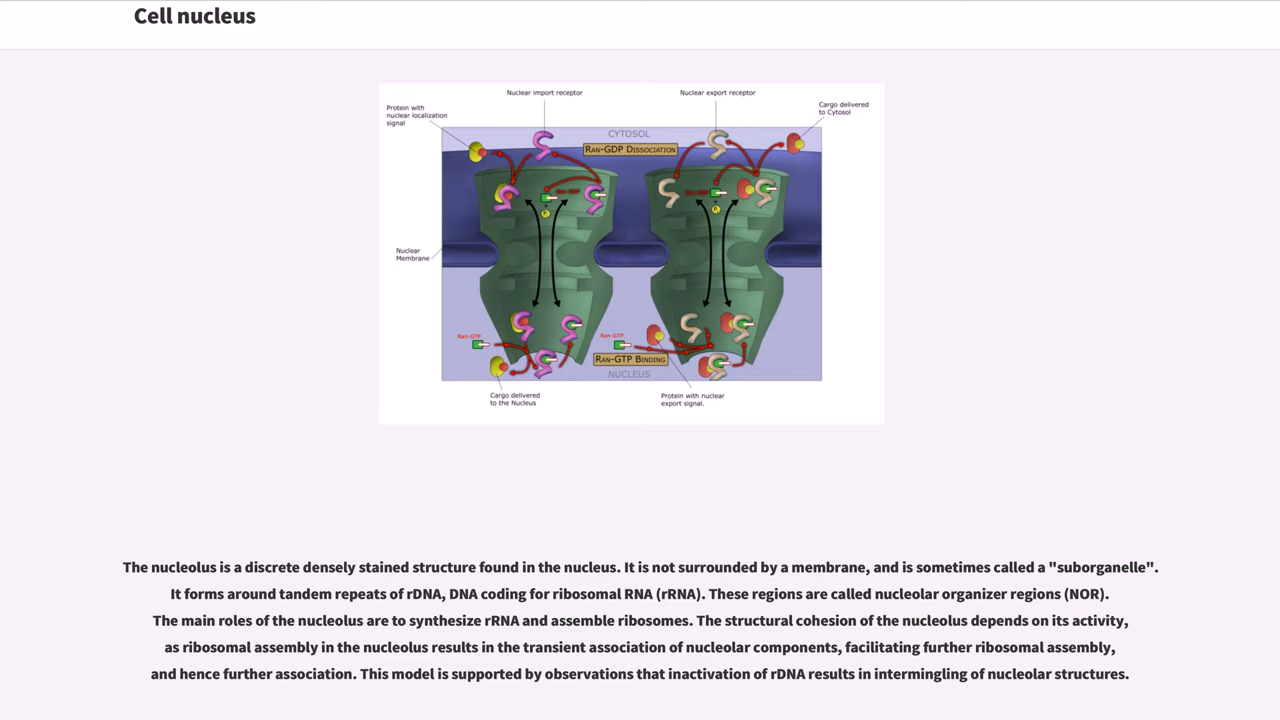 Cell nucleus
Nuclear import receptor
Nuclear export receptor
Protein with
nuclear localization
signal
Cargo delivered
to Cytosol
CYTOSOL
RAN-GDP DISSOCIATION
Ran-GDP
Ran-GDP
+
Pi
+
Pi
Nuclear
Membrane
Ran-GTP
Ran-GTP
RAN-GTP BINDING
NUCLEUS
Cargo delivered
to the Nucleus
Protein with nuclear
export signal.
The nucleolus is a discrete densely stained structure found in the nucleus. It is not surrounded by a membrane, and is sometimes called a "suborganelle".
It forms around tandem repeats of rDNA, DNA coding for ribosomal RNA (rRNA). These regions are called nucleolar organizer regions (NOR).
The main roles of the nucleolus are to synthesize rRNA and assemble ribosomes. The structural cohesion of the nucleolus depends on its activity,
as ribosomal assembly in the nucleolus results in the transient association of nucleolar components, facilitating further ribosomal assembly,
and hence further association. This model is supported by observations that inactivation of rDNA results in intermingling of nucleolar structures.